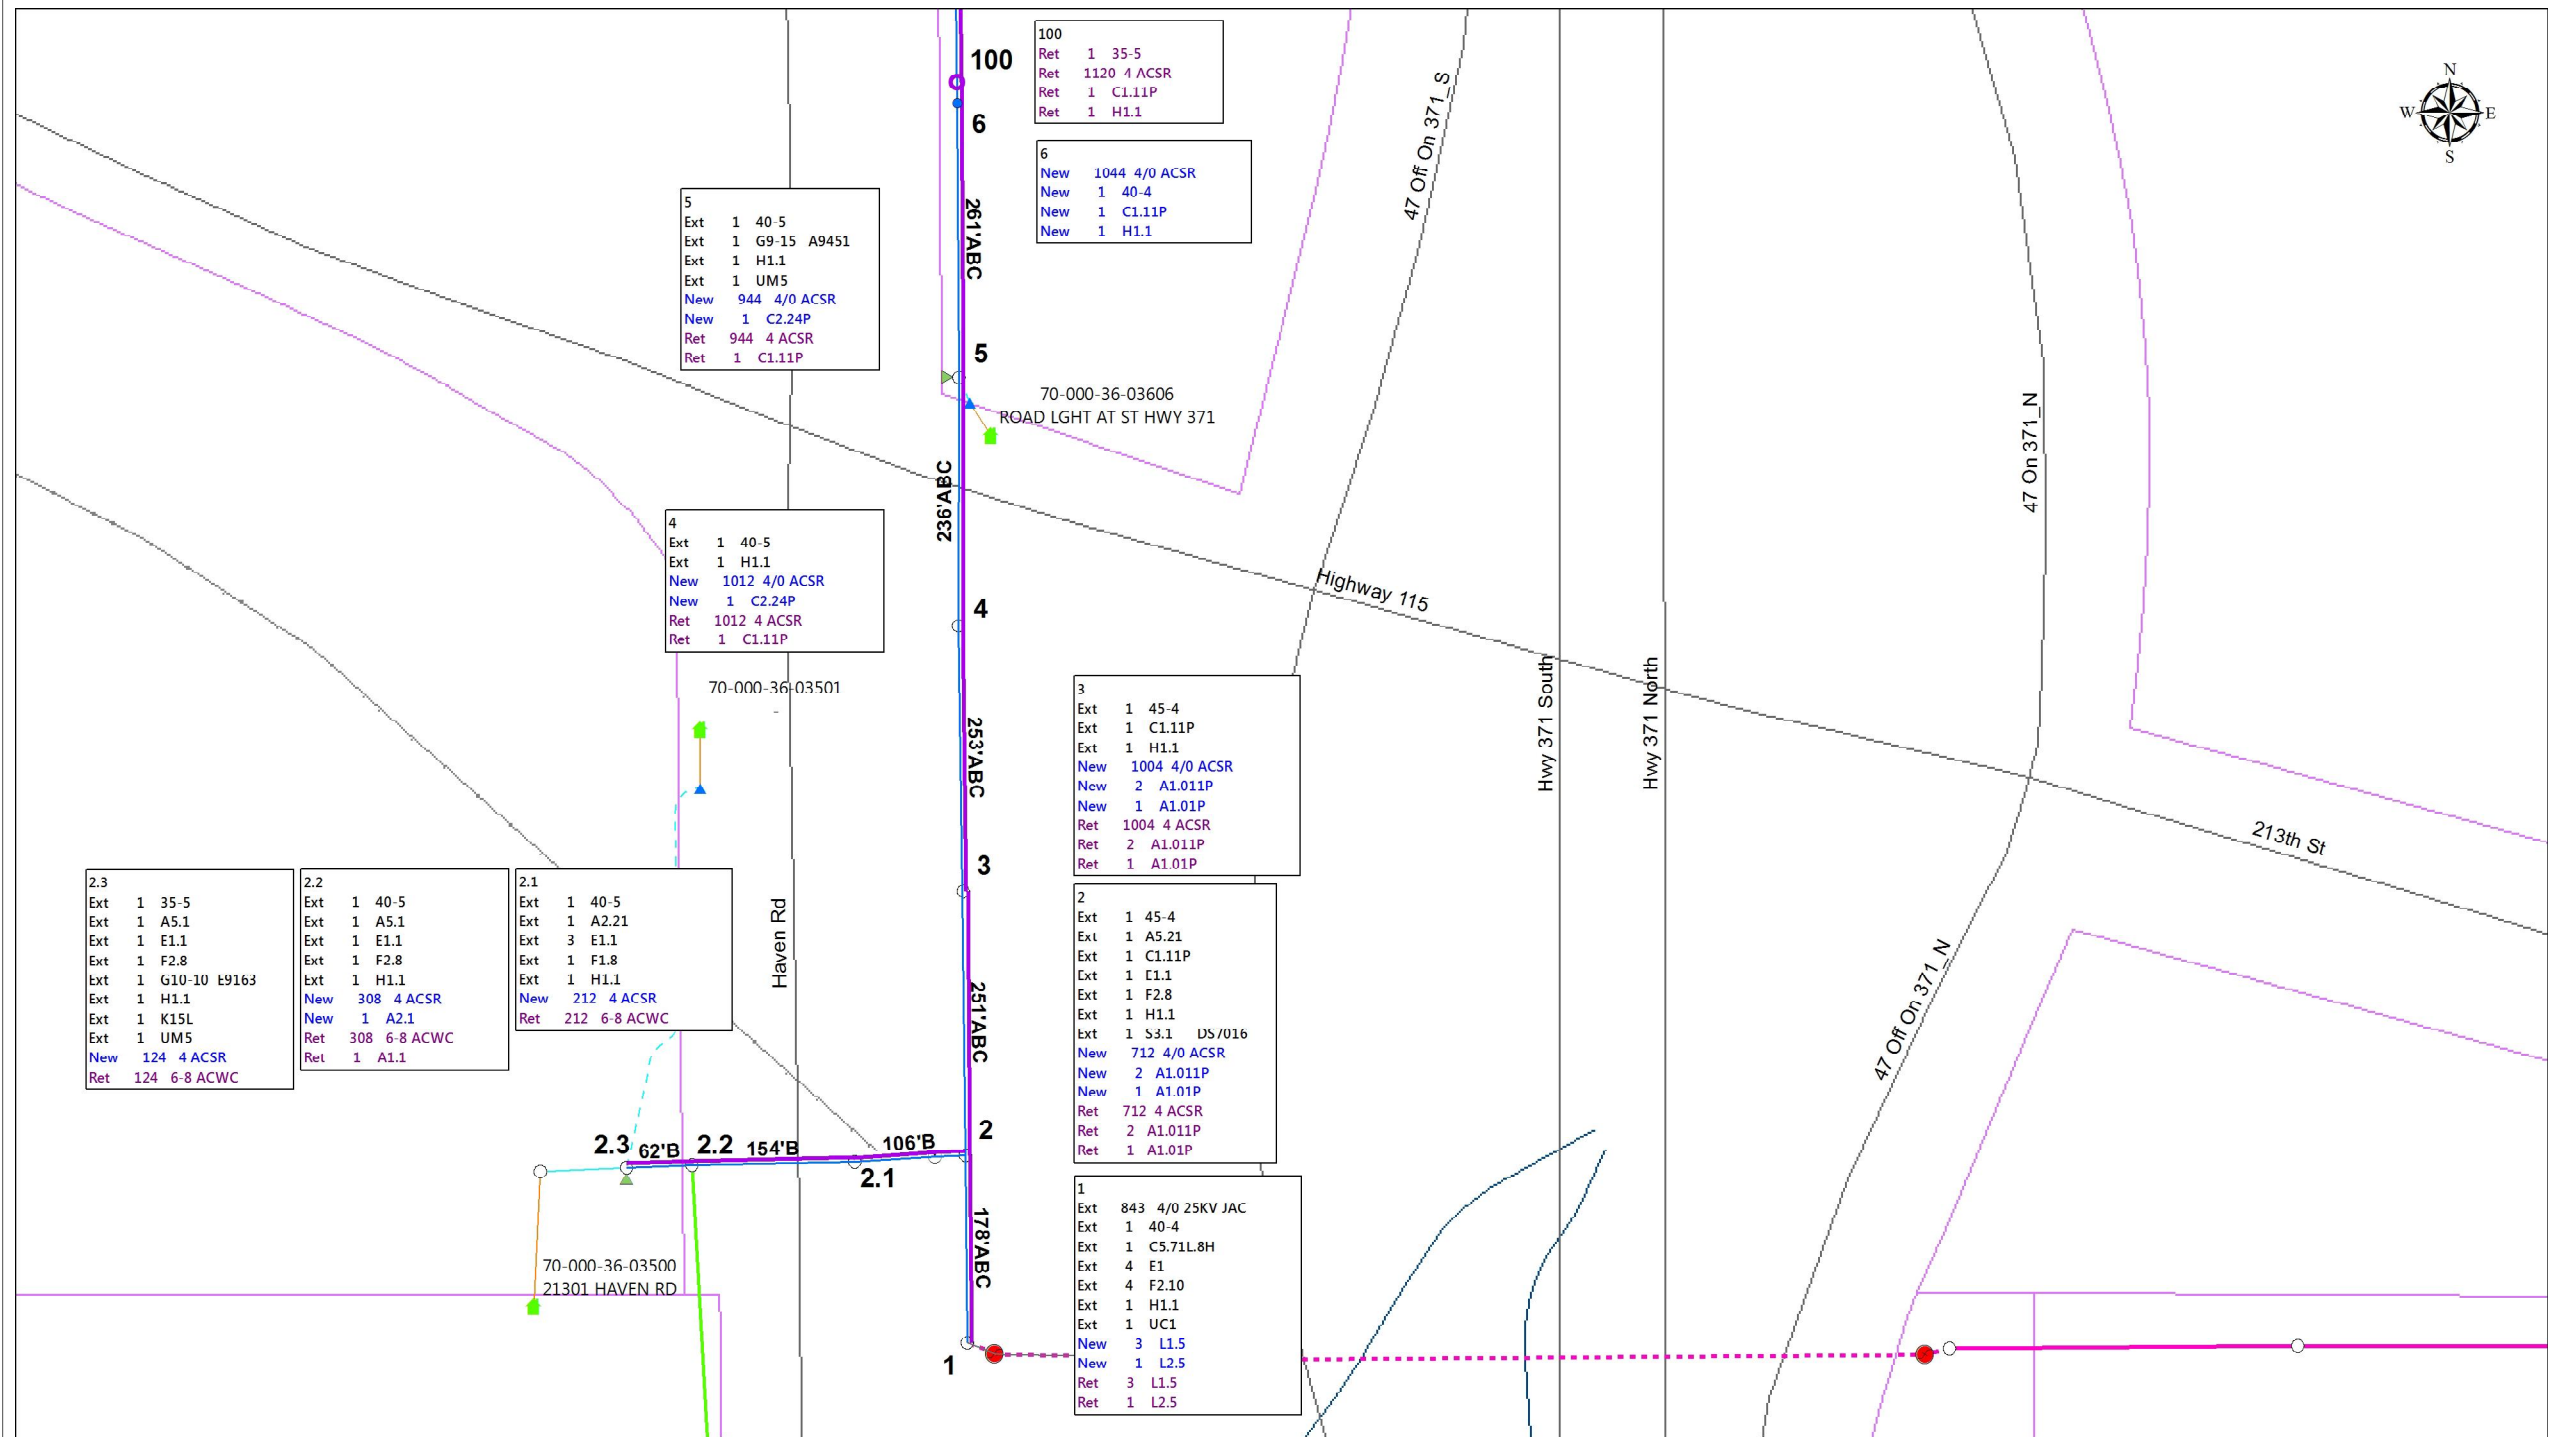 100
Ret 1 35-5
Ret 1120 4 ACSR
Ret 1 C1.11P
Ret 1 H1.1
100
6
6
New 1044 4/0 ACSR
New 1 40-4
New 1 C1.11P
New 1 H1.1
N
W E
S
47 Off On 371_S
261'ABC
5
Ext 1 40-5
Ext 1 G9-15 A9451
Ext 1 H1.1
Ext 1 UM5
New 944 4/0 ACSR
New 1 C2.24P
Ret 944 4 ACSR
Ret 1 C1.11P
5
70-000-36-03606
ROAD LGHT AT ST HWY 371
47 On 371_N
236'ABC
4
Ext 1 40-5
Ext 1 H1.1
New 1012 4/0 ACSR
New 1 C2.24P
Ret 1012 4 ACSR
Ret 1 C1.11P
4
Highway 115
70-000-36-03501
-
253'ABC
Hwy 371 South
Hwy 371 North
3
Ext 1 45-4
Ext 1 C1.11P
Ext 1 H1.1
New 1004 4/0 ACSR
New 2 A1.011P
New 1 A1.01P
Ret 1004 4 ACSR
Ret 2 A1.011P
Ret 1 A1.01P
213th St
3
2.3
Ext 1 35-5
Ext 1 A5.1
Ext 1 E1.1
Ext 1 F2.8
Ext 1 G10-10 E9163
Ext 1 H1.1
Ext 1 K15L
Ext 1 UM5
New 124 4 ACSR
Ret 124 6-8 ACWC
2.2
Ext 1 40-5
Ext 1 A5.1
Ext 1 E1.1
Ext 1 F2.8
Ext 1 H1.1
New 308 4 ACSR
New 1 A2.1
Ret 308 6-8 ACWC
Ret 1 A1.1
2.1
Ext 1 40-5
Ext 1 A2.21
Ext 3 E1.1
Ext 1 F1.8
Ext 1 H1.1
New 212 4 ACSR
Ret 212 6-8 ACWC
Haven Rd
251'ABC
2
Ext 1 45-4
Ext 1 A5.21
Ext 1 C1.11P
Ext 1 E1.1
Ext 1 F2.8
Ext 1 H1.1
Ext 1 S3.1 DS7016
New 712 4/0 ACSR
New 2 A1.011P
New 1 A1.01P
Ret 712 4 ACSR
Ret 2 A1.011P
Ret 1 A1.01P
47 Off On 371_N
2
2.3 62'B 2.2 154'B 106'B
2.1
178'ABC
1
Ext 843 4/0 25KV JAC
Ext 1 40-4
Ext 1 C5.71L.8H
Ext 4 E1
Ext 4 F2.10
Ext 1 H1.1
Ext 1 UC1
New 3 L1.5
New 1 L2.5
Ret 3 L1.5
Ret 1 L2.5
70-000-36-03500
21301 HAVEN RD
1